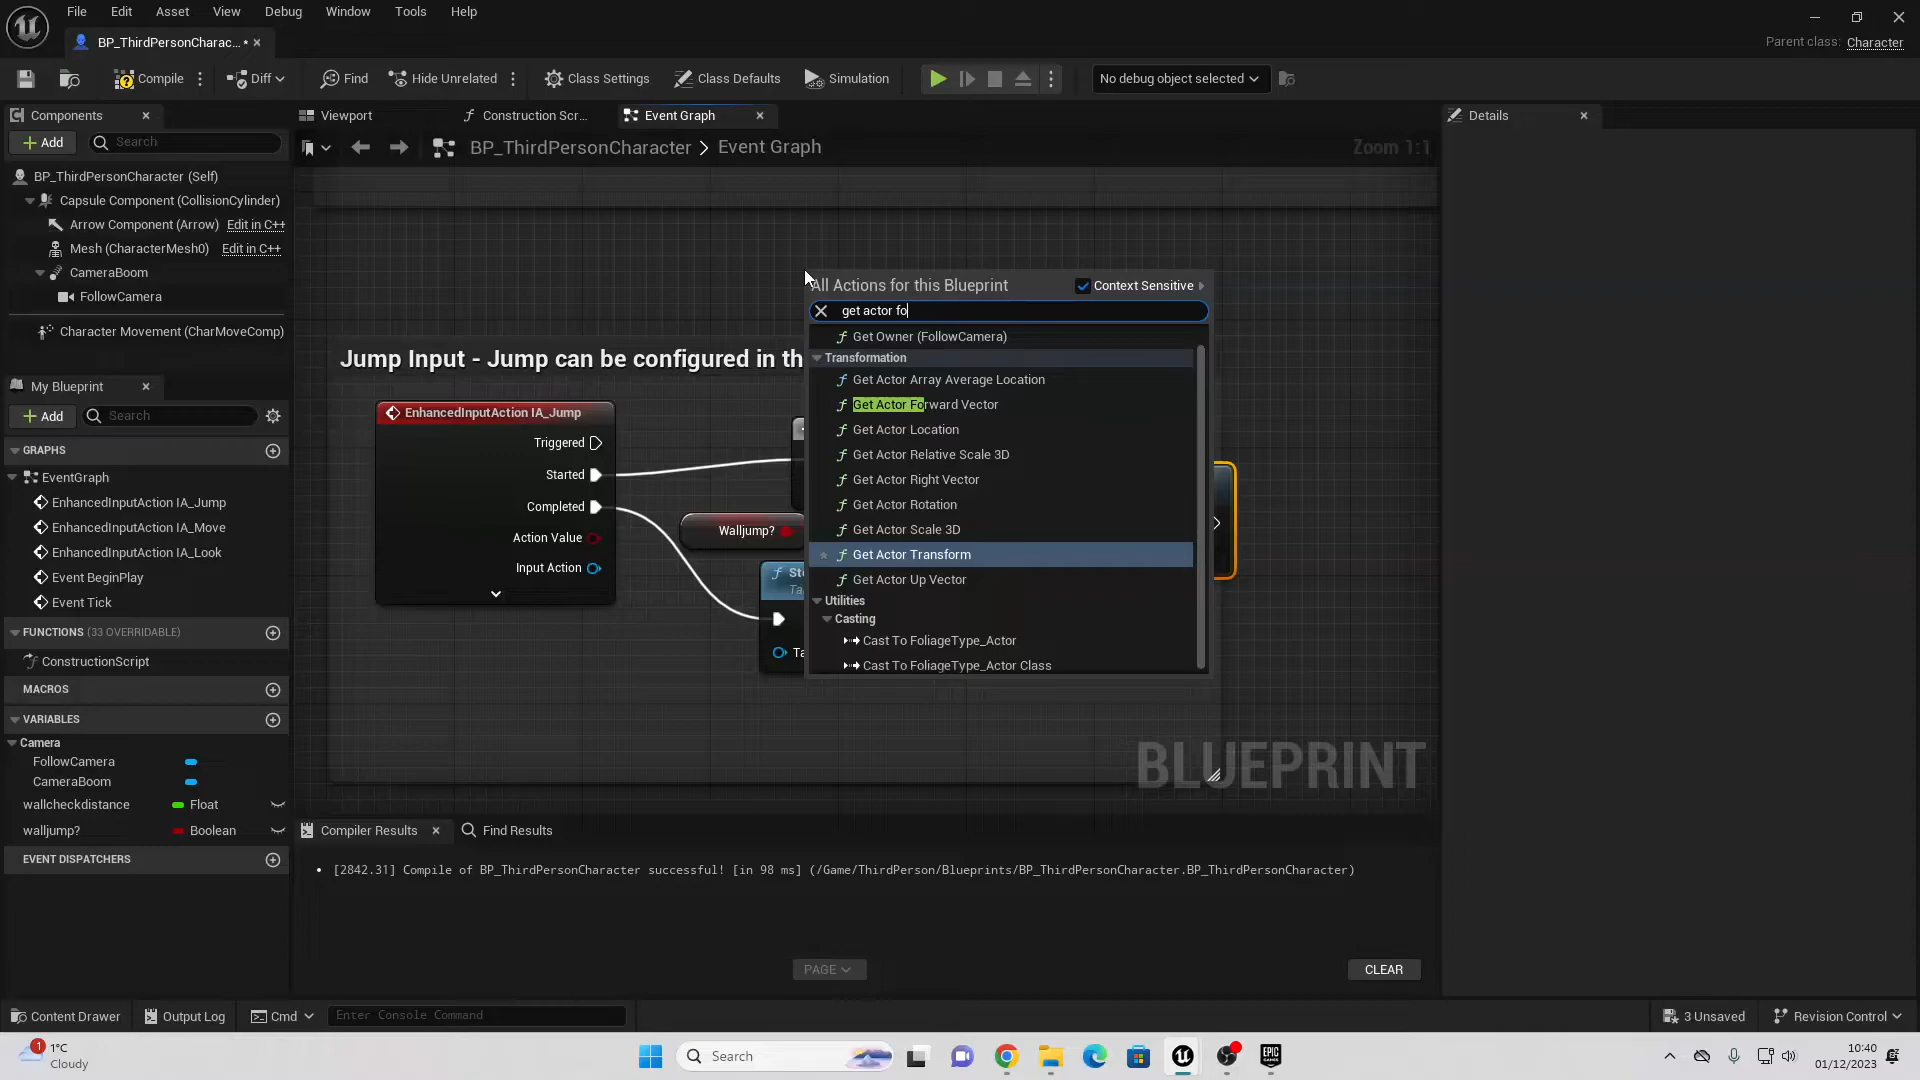 File Edit Asset View Debug Window Tools Help
BP_ThirdPersonCharac... •
Parent class: Character
Compile Diff Find Hide Unrelated Class Settings Class Defaults Simulation No debug object selected
Components
Viewport Construction Scr... Event Graph
Details
Add Search
BP_ThirdPersonCharacter > Event Graph
Zoom 1:1
BP_ThirdPersonCharacter (Self)
Capsule Component (CollisionCylinder)
Arrow Component (Arrow) Edit in C++
Mesh (CharacterMesh0) Edit in C++
CameraBoom
FollowCamera
Character Movement (CharMoveComp)
My Blueprint
Add Search
GRAPHS
EventGraph
EnhancedInputAction IA_Jump
EnhancedInputAction IA_Move
EnhancedInputAction IA_Look
Event BeginPlay
Event Tick
FUNCTIONS (33 OVERRIDABLE)
ConstructionScript
MACROS
VARIABLES
Camera
FollowCamera
CameraBoom
wallcheckdistance Float
walljump? Boolean
EVENT DISPATCHERS
Jump Input - Jump can be configured in th
EnhancedInputAction IA_Jump
Triggered
Started
Completed
Action Value
Input Action
Walljump?
All Actions for this Blueprint Context Sensitive
get actor fo
Get Owner (FollowCamera)
Transformation
Get Actor Array Average Location
Get Actor Forward Vector
Get Actor Location
Get Actor Relative Scale 3D
Get Actor Right Vector
Get Actor Rotation
Get Actor Scale 3D
Get Actor Transform
Get Actor Up Vector
Utilities
Casting
Cast To FoliageType_Actor
Cast To FoliageType_Actor Class
BLUEPRINT
Compiler Results Find Results
• [2842.31] Compile of BP_ThirdPersonCharacter successful! [in 98 ms] (/Game/ThirdPerson/Blueprints/BP_ThirdPersonCharacter.BP_ThirdPersonCharacter)
PAGE
CLEAR
Content Drawer Output Log Cmd Enter Console Command
3 Unsaved Revision Control
1
1°C
Cloudy
Search
EPIC GAMES
10:40
01/12/2023